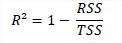 R² = 1 − RSS/TSS